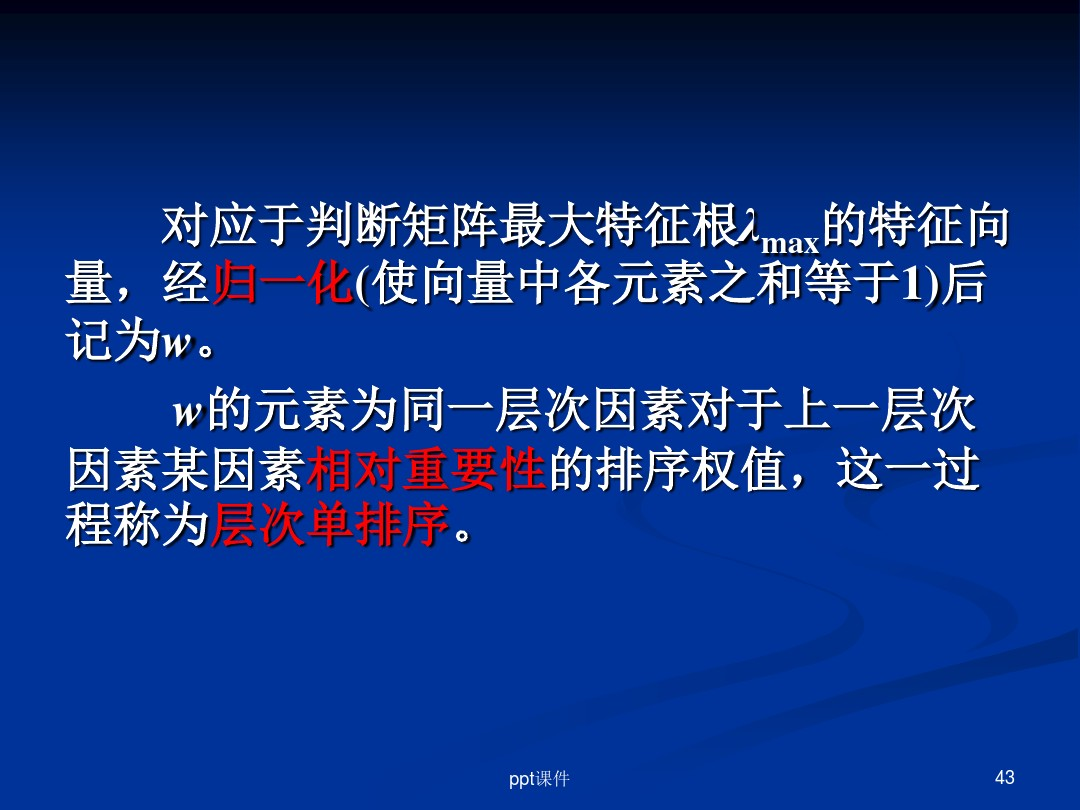 对应于判断矩阵最大特征根λmax的特征向
量，经归一化(使向量中各元素之和等于1)后
记为w。
w的元素为同一层次因素对于上一层次
因素某因素相对重要性的排序权值，这一过
程称为层次单排序。
ppt课件
43